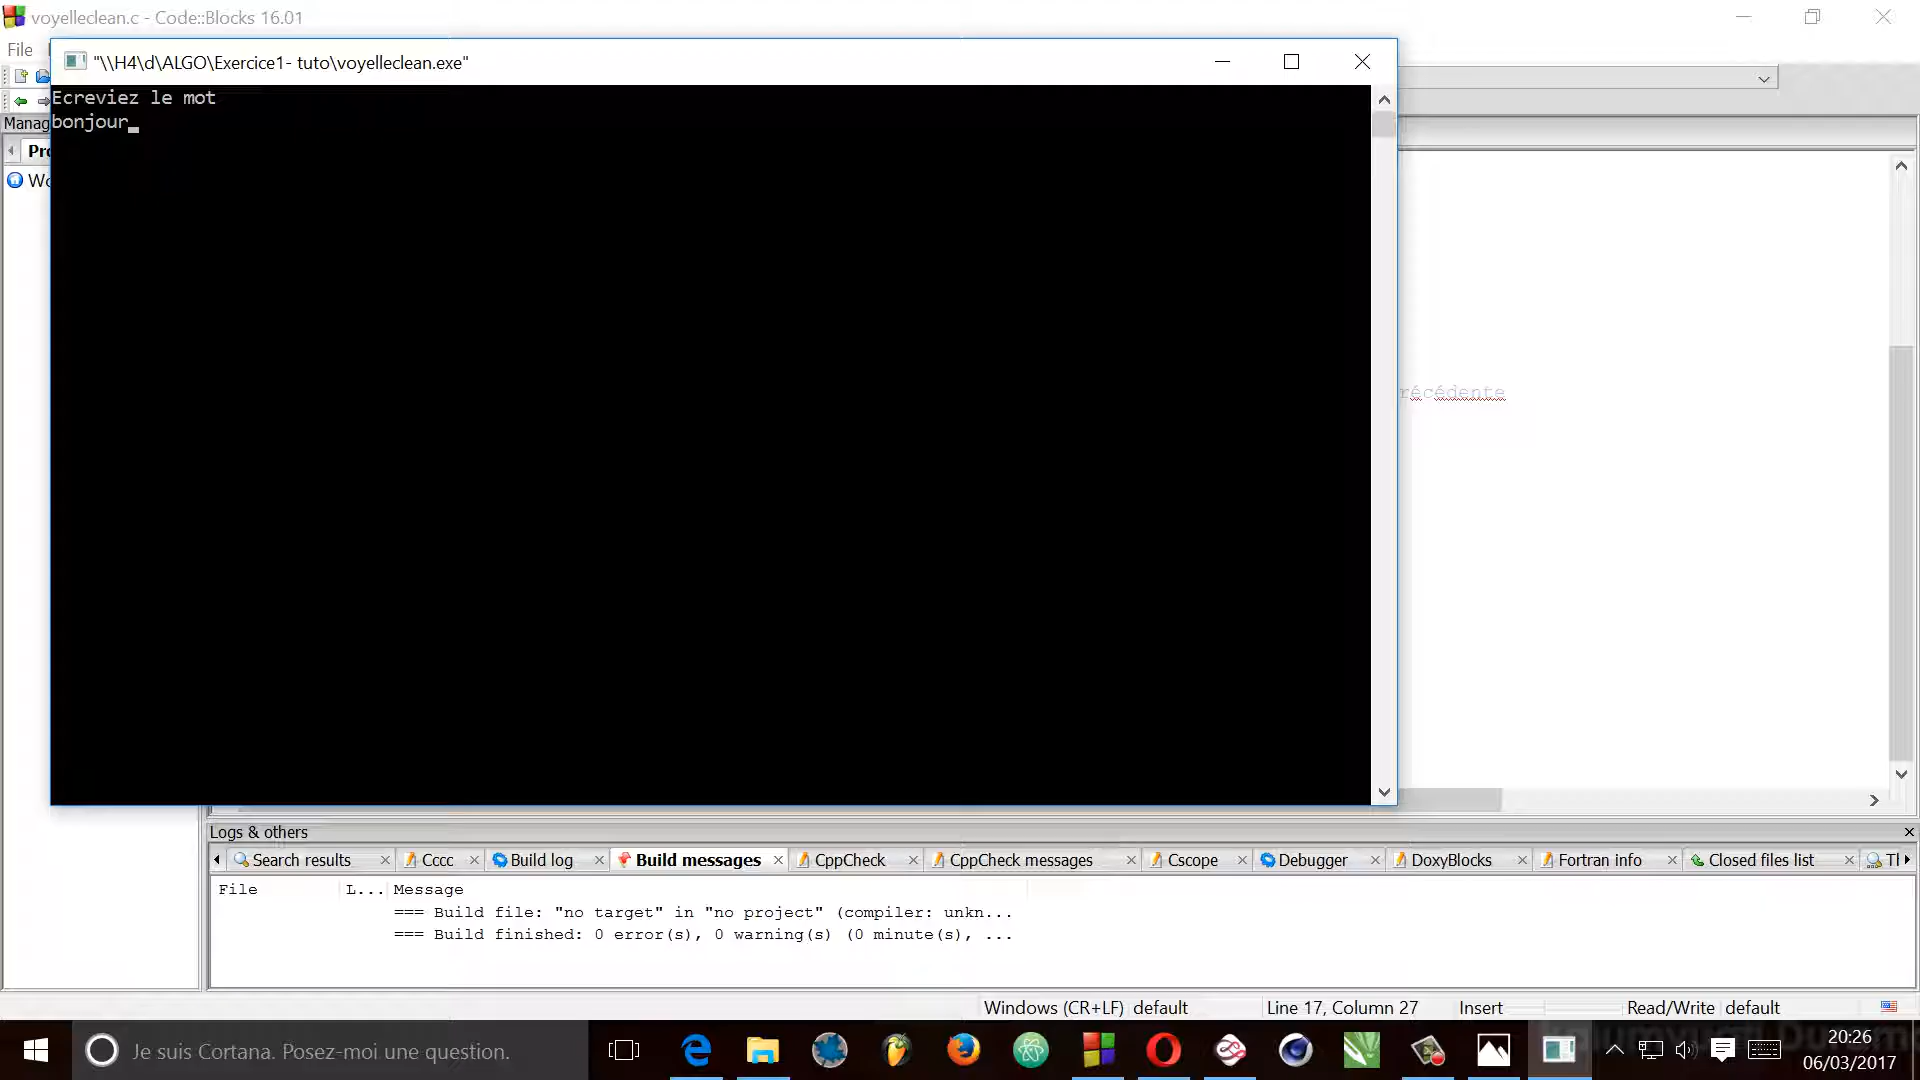 voyelleclean.c - Code::Blocks 16.01
File
"\\H4\d\ALGO\Exercice1- tuto\voyelleclean.exe"
Ecreviez le mot
bonjour_
Manag
Pro
Wo
récédente
Logs & others
Search results
Cccc
Build log
Build messages
CppCheck
CppCheck messages
Cscope
Debugger
DoxyBlocks
Fortran info
Closed files list
File L... Message
=== Build file: "no target" in "no project" (compiler: unkn...
=== Build finished: 0 error(s), 0 warning(s) (0 minute(s), ...
Windows (CR+LF) default Line 17, Column 27 Insert Read/Write default
Je suis Cortana. Posez-moi une question.
20:26
06/03/2017